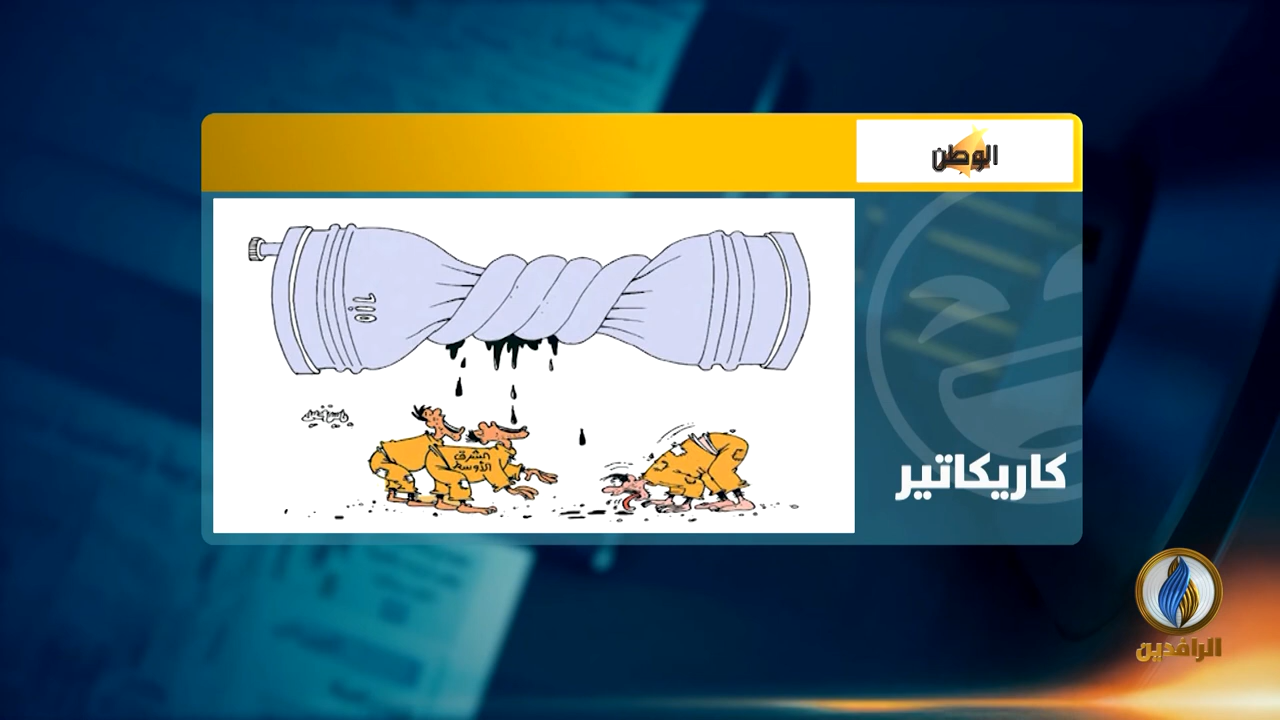 الوطن
الشرق
الأوسط
كاريكاتير
الرافدين